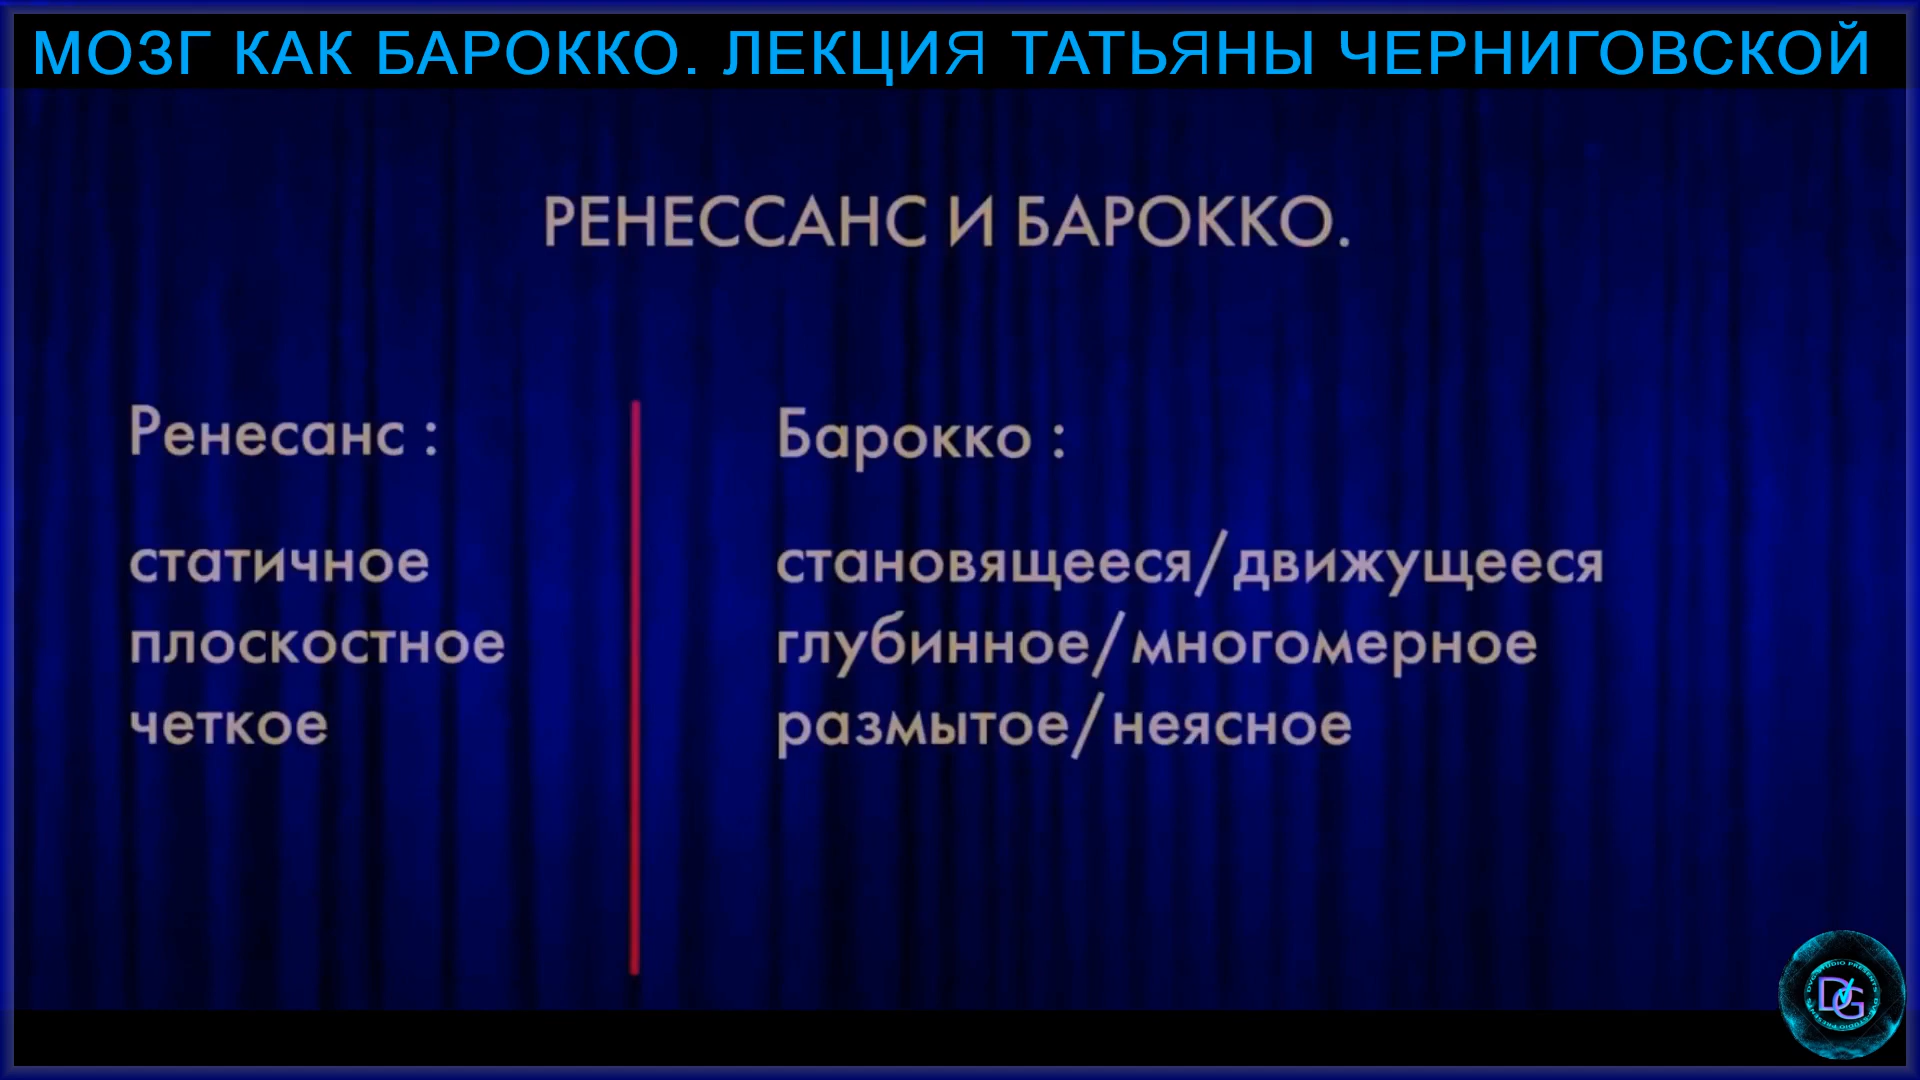 МОЗГ КАК БАРОККО. ЛЕКЦИЯ ТАТЬЯНЫ ЧЕРНИГОВСКОЙ
РЕНЕССАНС И БАРОККО.
Ренесанс :
статичное
плоскостное
четкое
Барокко :
становящееся/движущееся
глубинное/многомерное
размытое/неясное
DVG